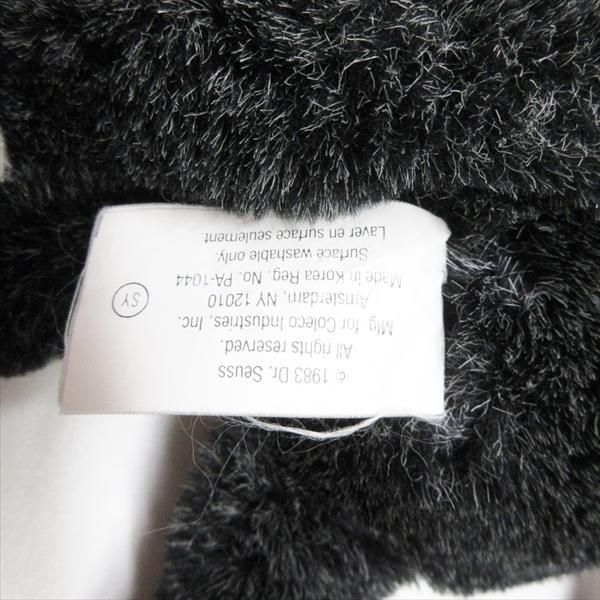 © 1983 Dr. Seuss
All rights reserved.
Mfg. for Coleco Industries, Inc.
Amsterdam, NY 12010
Made in Korea Reg. No. PA-1044
Surface washable only.
Laver en surface seulement.
SY